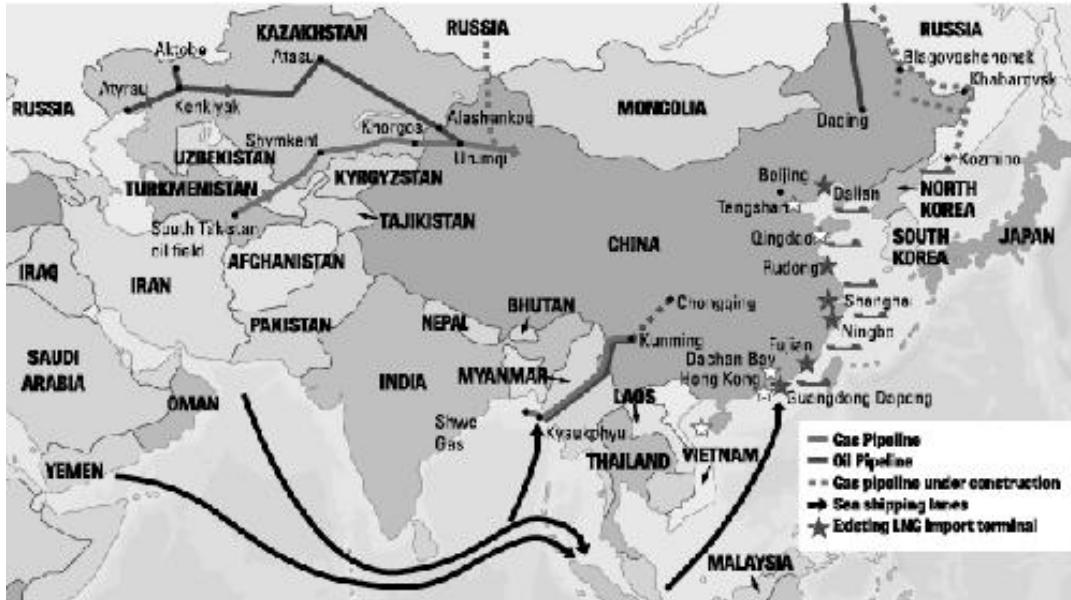 RUSSIA
KAZAKHSTAN
Aktobe
Atasu
RUSSIA
Blagoveshensk
Khabarovsk
Atyrau
Kenkiyak
RUSSIA
MONGOLIA
Daqing
Alashankou
Khorgos
Shymkent
Urumqi
UZBEKISTAN
KYRGYZSTAN
TURKMENISTAN
TAJIKISTAN
South Tokistan
oil field
Kozmino
Beijing
Dalian
NORTH
KOREA
Tangshan
CHINA
Qingdao
SOUTH
KOREA
JAPAN
IRAQ
IRAN
AFGHANISTAN
Rudong
Shanghai
Ningbo
PAKISTAN
NEPAL
BHUTAN
Chongqing
Kunming
SAUDI
ARABIA
OMAN
INDIA
MYANMAR
Dachan Bay
Hong Kong
Fujian
Guangdong Dapeng
LAOS
Shwe
Gas
Kyaukphyu
THAILAND
VIETNAM
YEMEN
MALAYSIA
Gas Pipeline
Oil Pipeline
Gas pipeline under construction
Sea shipping lanes
Existing LNG import terminal